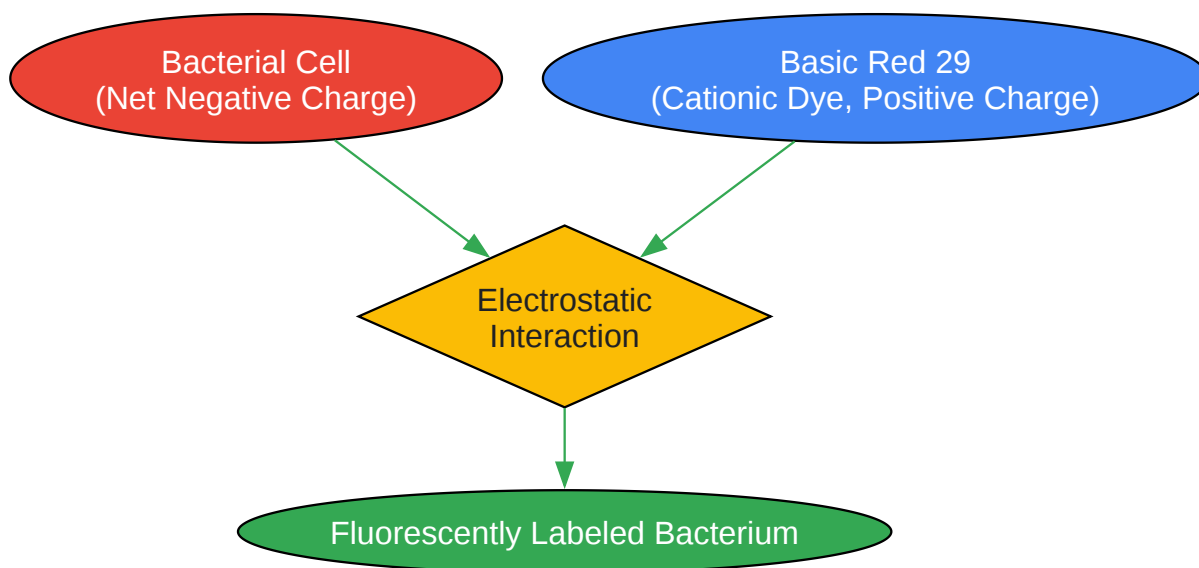 Bacterial Cell
(Net Negative Charge)
Basic Red 29
(Cationic Dye, Positive Charge)
Electrostatic
Interaction
Fluorescently Labeled Bacterium